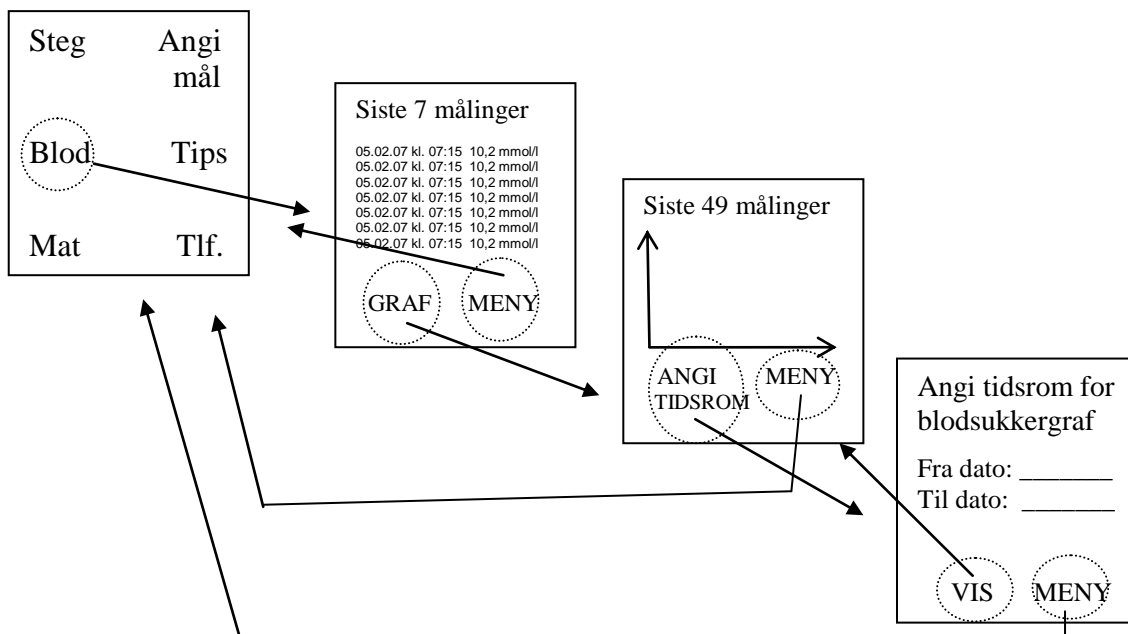 Steg Angi
mål
Blod Tips
Mat Tlf.
Siste 7 målinger
05.02.07 kl. 07:15 10,2 mmol/l
05.02.07 kl. 07:15 10,2 mmol/l
05.02.07 kl. 07:15 10,2 mmol/l
05.02.07 kl. 07:15 10,2 mmol/l
05.02.07 kl. 07:15 10,2 mmol/l
05.02.07 kl. 07:15 10,2 mmol/l
05.02.07 kl. 07:15 10,2 mmol/l
GRAF MENY
Siste 49 målinger
ANGI MENY
TIDSROM
Angi tidsrom for
blodsukkergraf
Fra dato: _______
Til dato: _______
VIS MENY